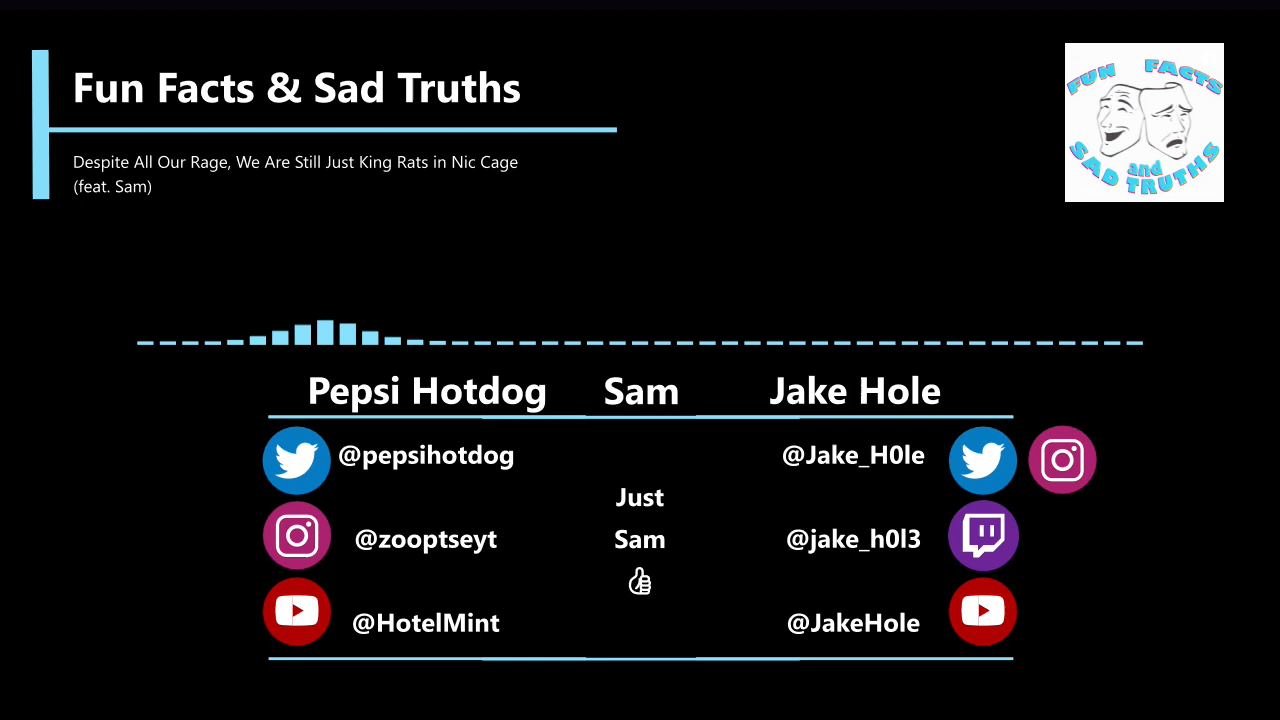 Fun Facts & Sad Truths
Despite All Our Rage, We Are Still Just King Rats in Nic Cage
(feat. Sam)
FUN FACTS
and
SAD TRUTHS
Pepsi Hotdog Sam Jake Hole
@pepsihotdog @Jake_H0le
Just
@zooptseyt Sam @jake_h0l3
👍
@HotelMint @JakeHole